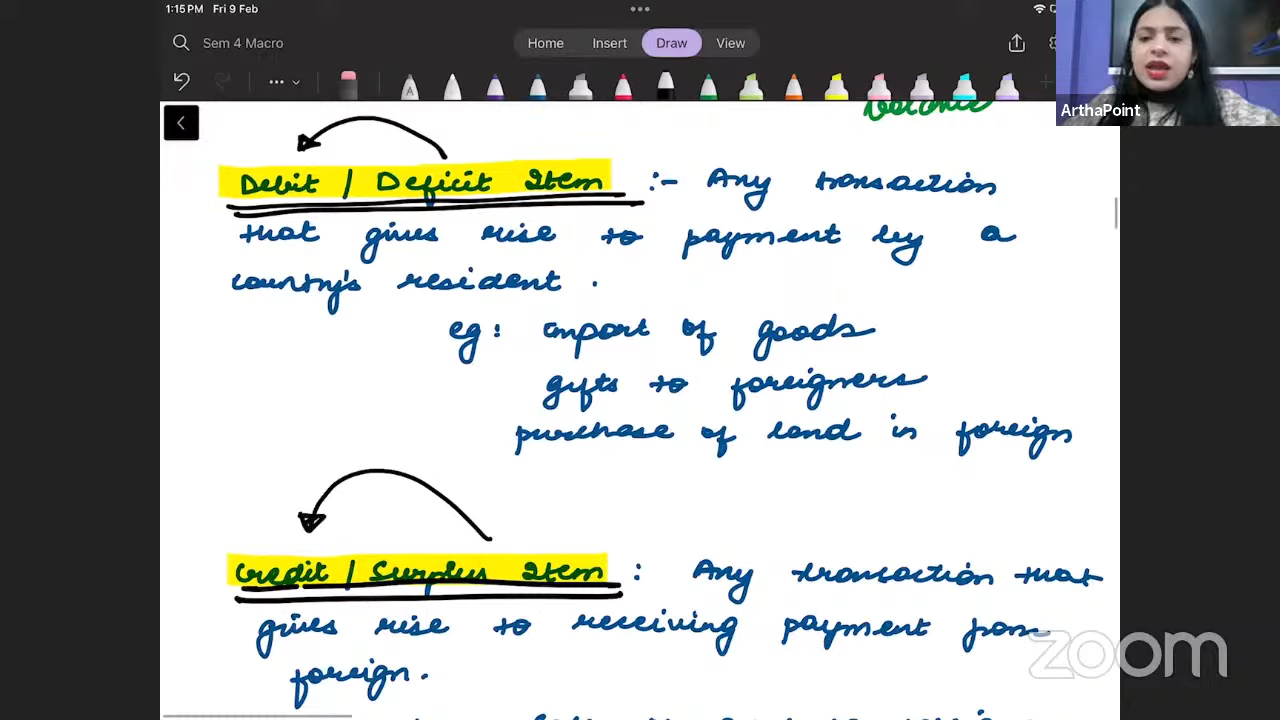 1:15 PM Fri 9 Feb
Sem 4 Macro
Home Insert Draw View
ArthaPoint
balance
Debit / Deficit Item :- Any transaction
that gives rise to payment by a
country's resident .
eg : import of goods
gifts to foreigners
purchase of land in foreign
Credit / Surplus Item : Any transaction that
gives rise to receiving payment from
foreign .
zoom